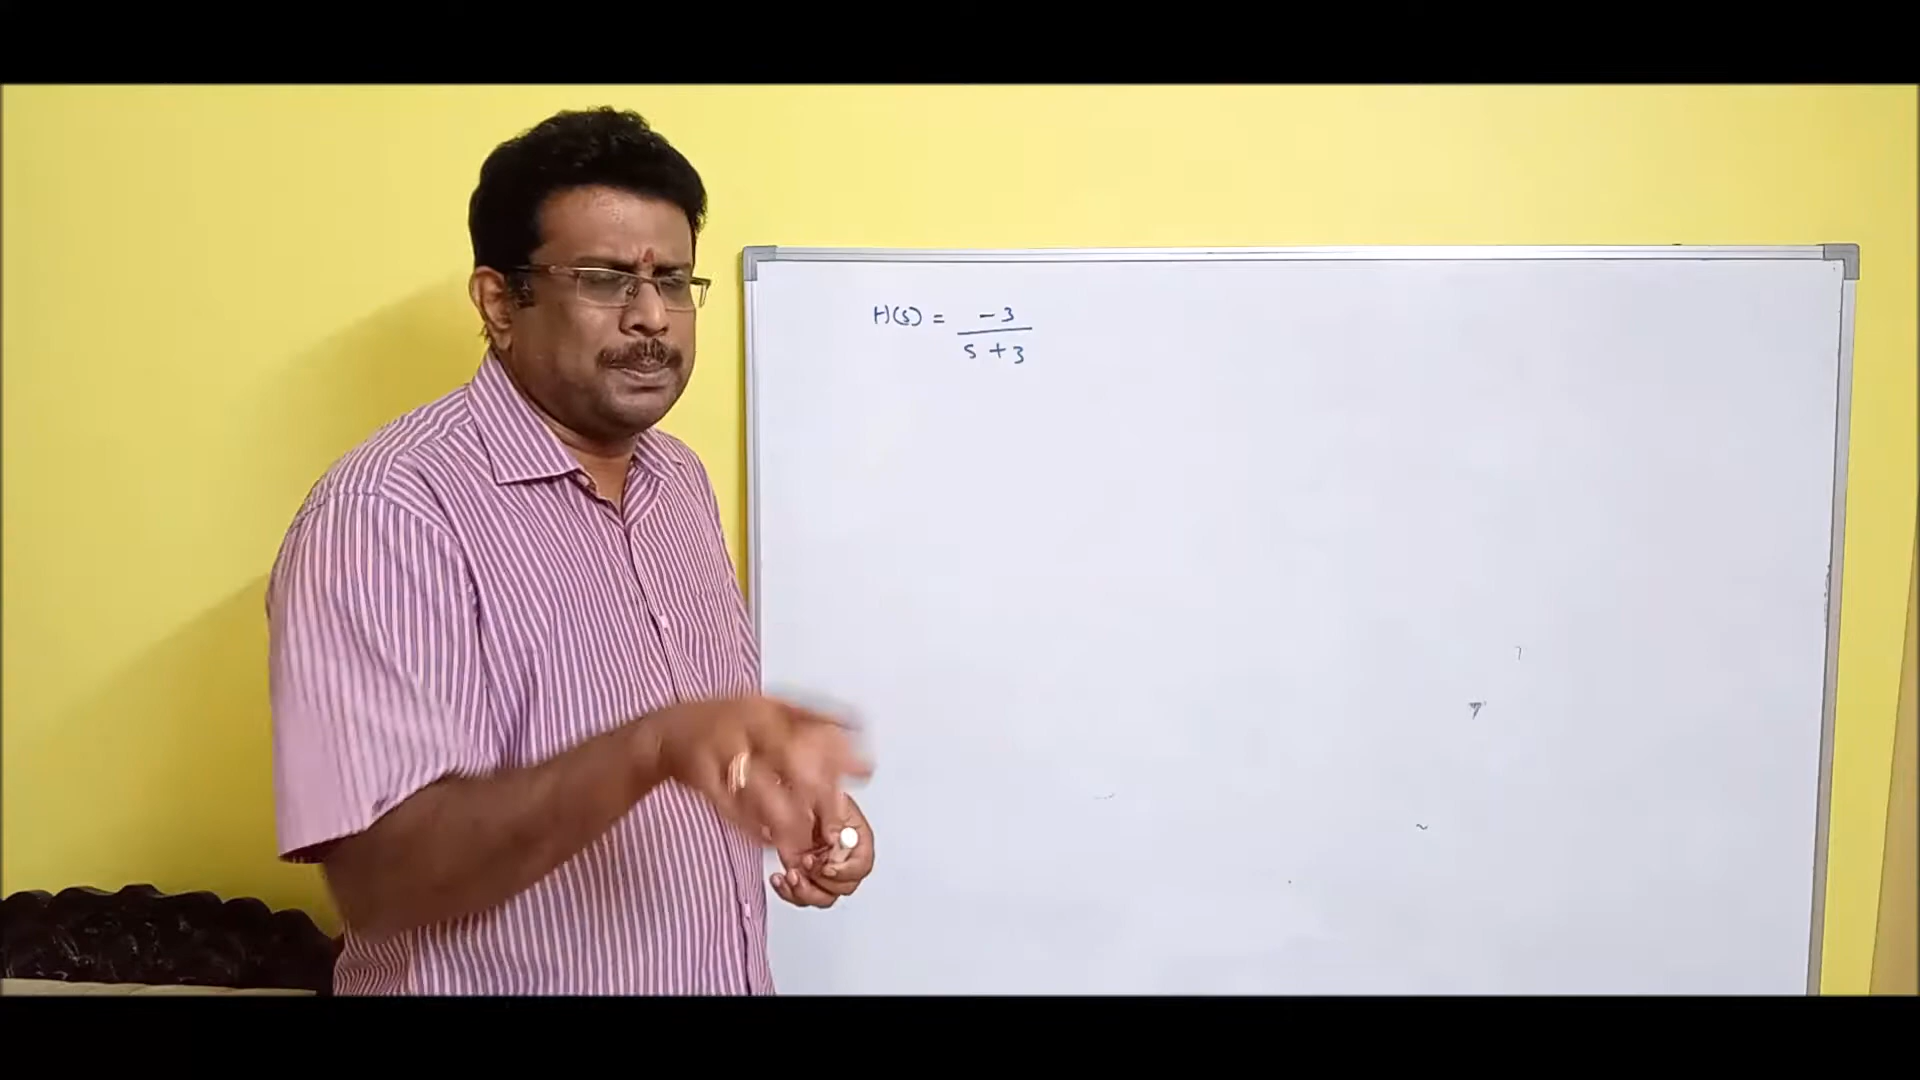 H(s) = -3
s + 3